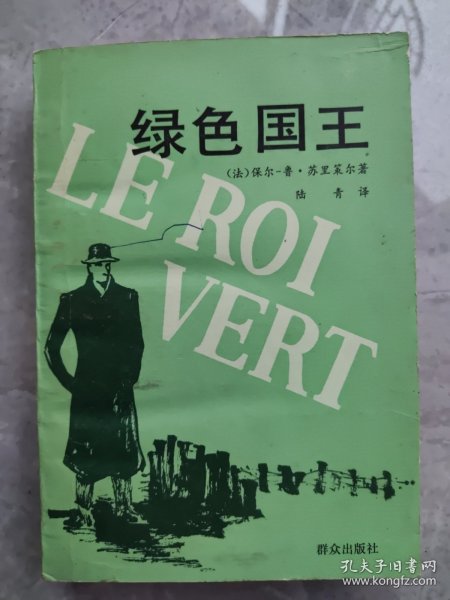 绿色国王
(法)保尔-鲁·苏里策尔著
陆 青 译
LE ROI
VERT
群众出版社
孔夫子旧书网
www.kongfz.com